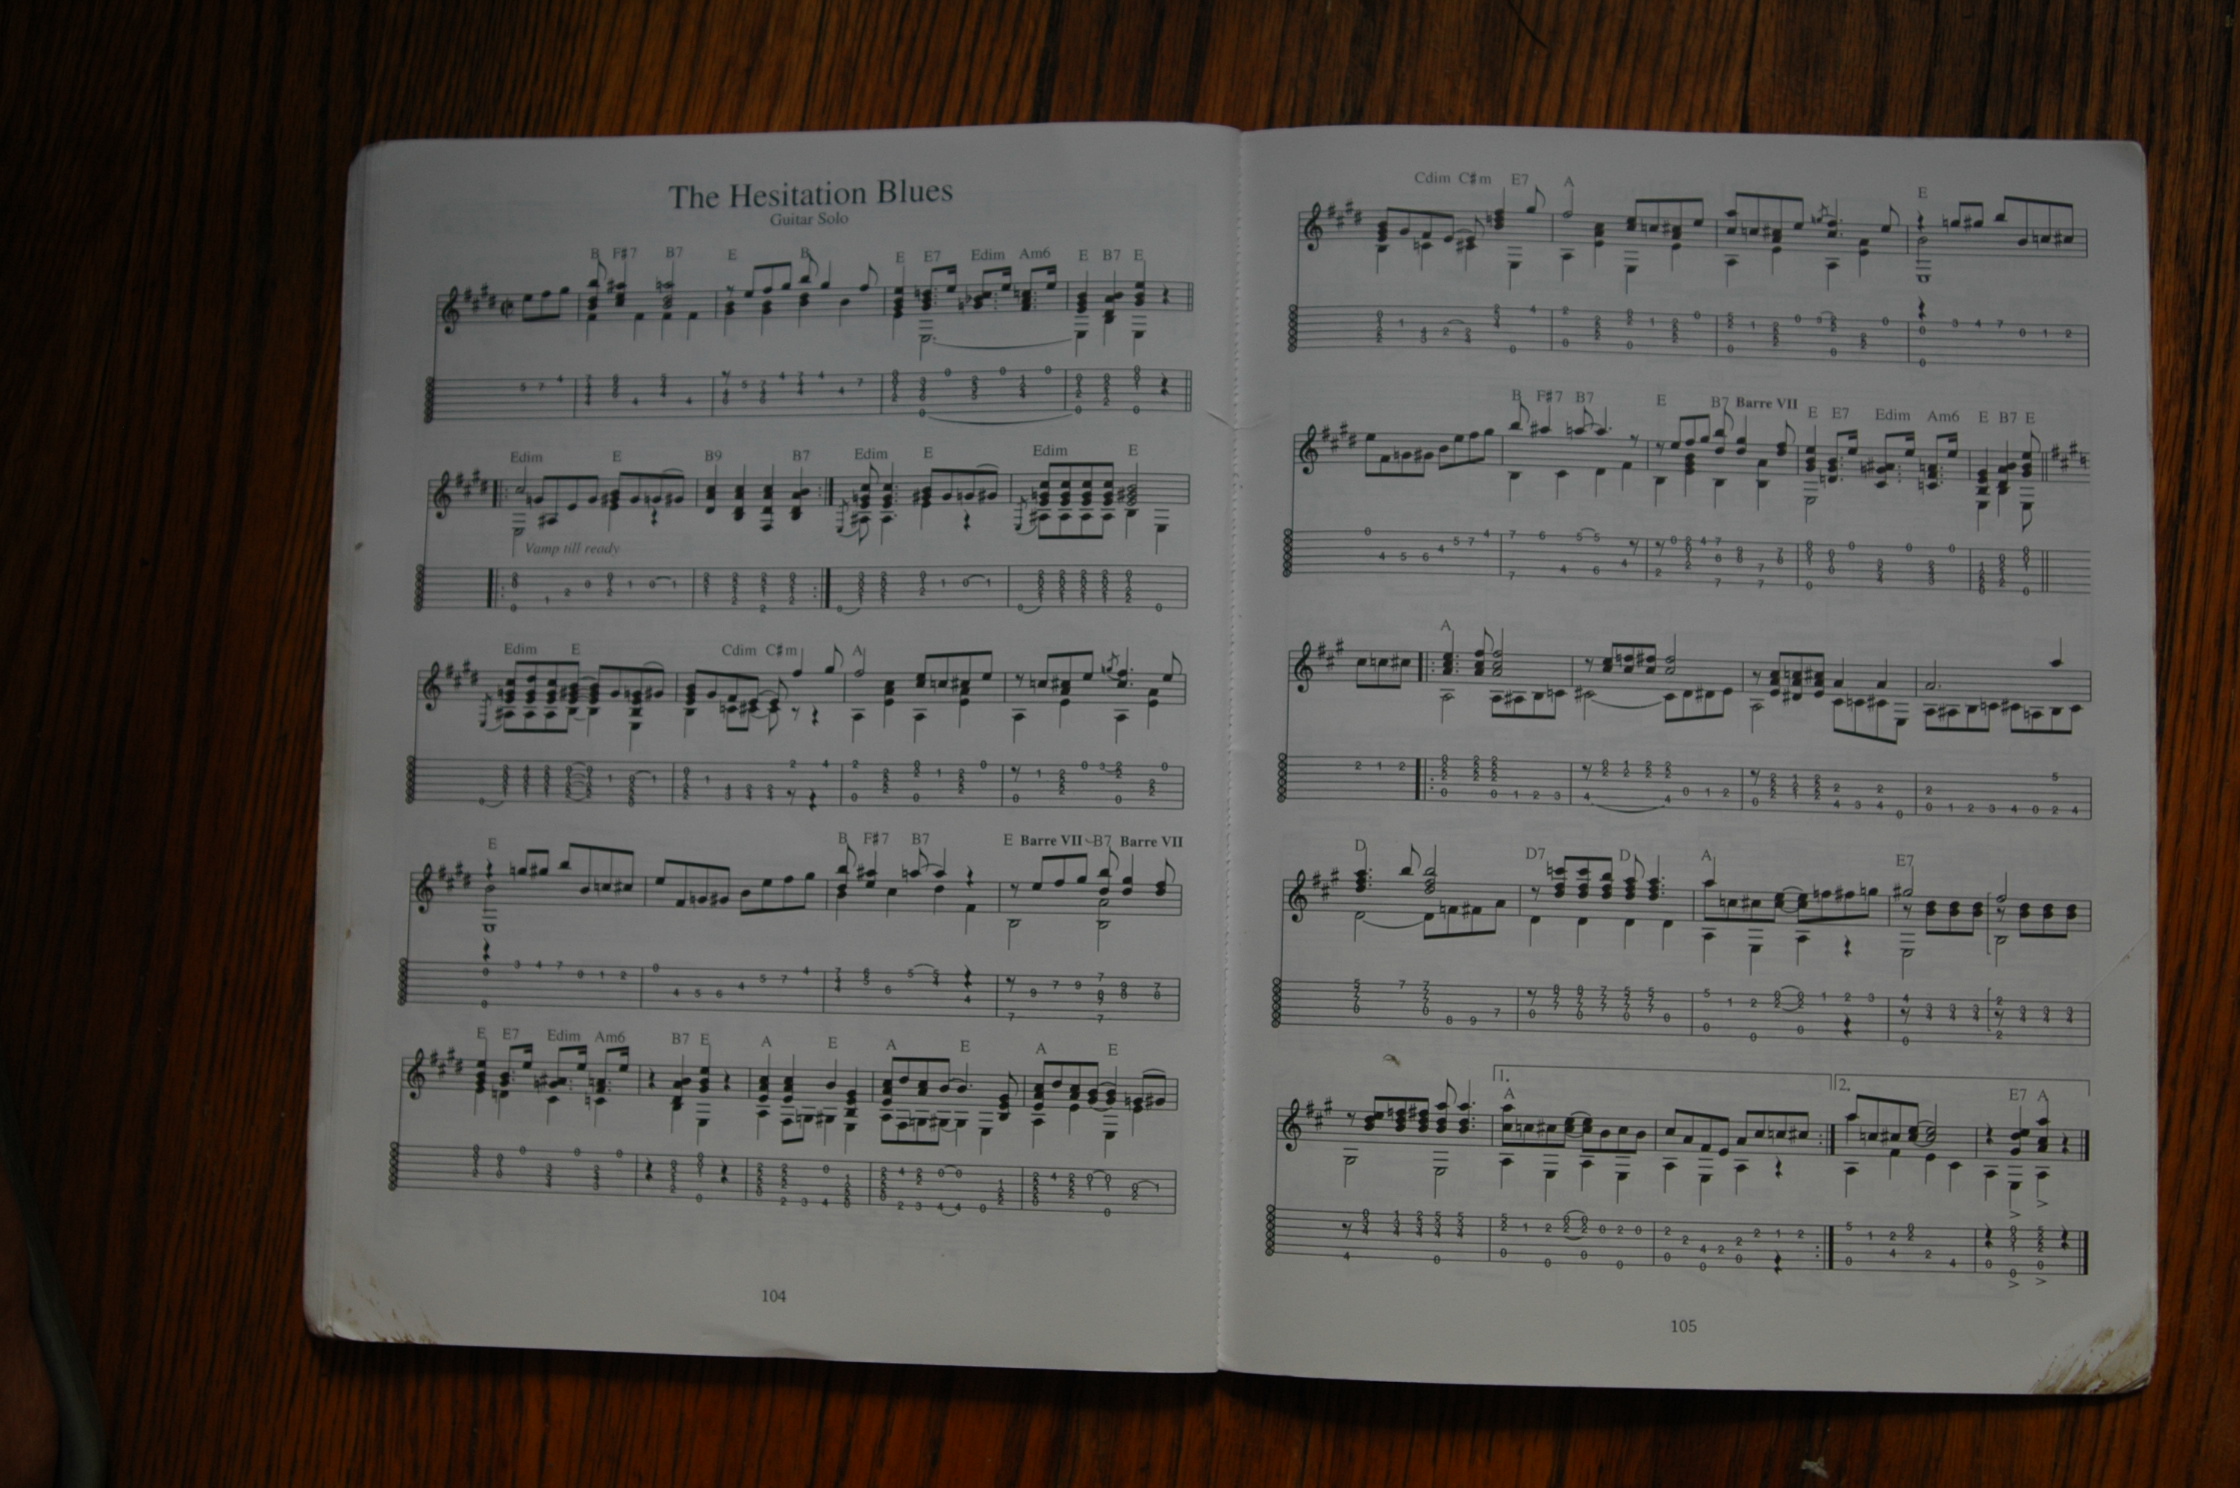 The Hesitation Blues
Guitar Solo
B F♯7 B7 E B E E7 Edim Am6 E B7 E
Edim E B9 B7 Edim E Edim E
Vamp till ready
Edim E Cdim C♯m A
E B F♯7 B7 E Barre VII B7 Barre VII
E E7 Edim Am6 B7 E A E A E A E
104
Cdim C♯m E7 A E
B F♯7 B7 E B7 Barre VII E E7 Edim Am6 E B7 E
A
D D7 D A E7
1. 2.
A E7 A
105